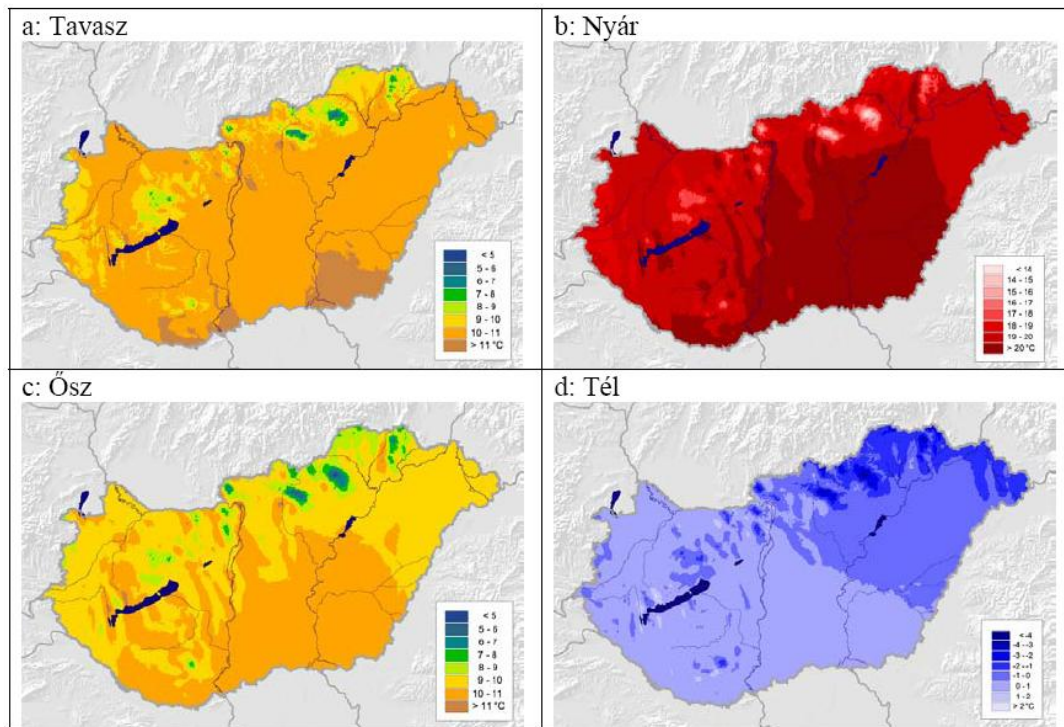 a: Tavasz
b: Nyár
< 5
5 - 6
6 - 7
7 - 8
8 - 9
9 - 10
10 - 11
> 11 °C
< 14
14 - 15
15 - 16
16 - 17
17 - 18
18 - 19
19 - 20
> 20 °C
c: Ősz
d: Tél
< 5
5 - 6
6 - 7
7 - 8
8 - 9
9 - 10
10 - 11
> 11 °C
< -4
-4 - -3
-3 - -2
-2 - -1
-1 - 0
0 - 1
1 - 2
> 2 °C